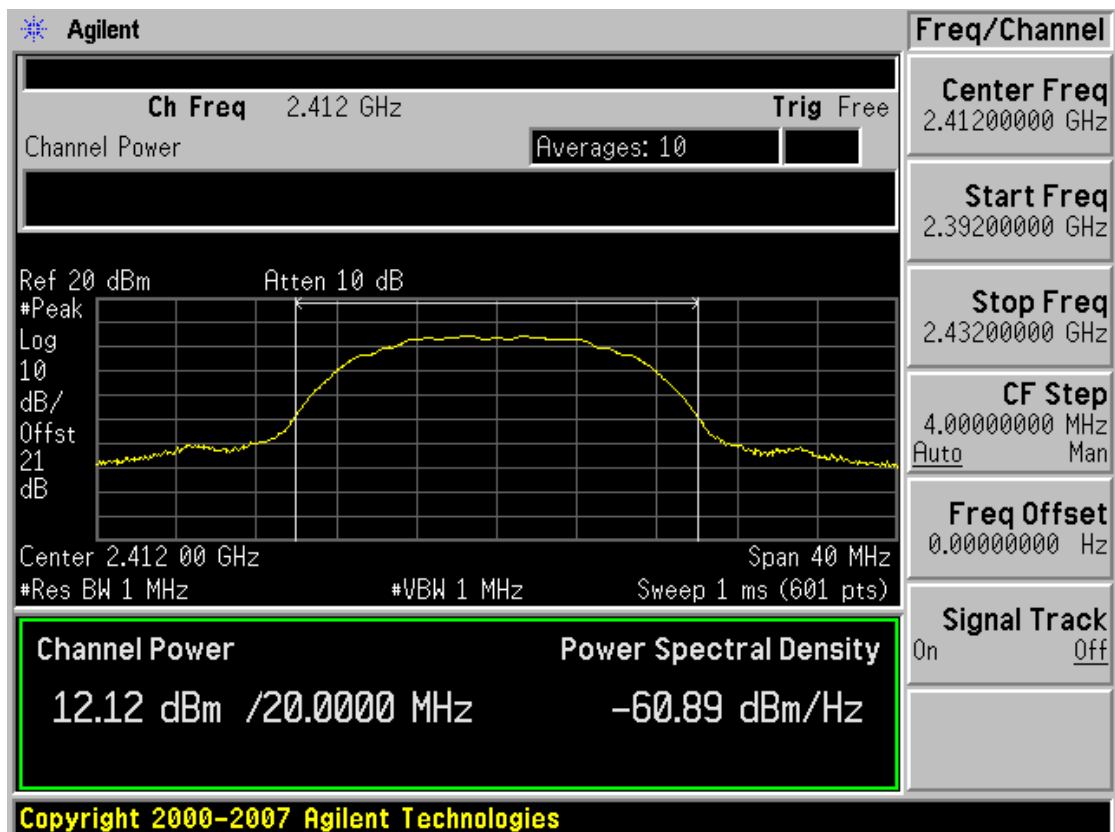 Agilent
Freq/Channel
Ch Freq 2.412 GHz Trig Free
Channel Power Averages: 10
Ref 20 dBm Atten 10 dB
#Peak
Log
10
dB/
Offst
21
dB
Center 2.412 00 GHz Span 40 MHz
#Res BW 1 MHz #VBW 1 MHz Sweep 1 ms (601 pts)
Channel Power Power Spectral Density
12.12 dBm /20.0000 MHz -60.89 dBm/Hz
Center Freq
2.41200000 GHz
Start Freq
2.39200000 GHz
Stop Freq
2.43200000 GHz
CF Step
4.00000000 MHz
Auto Man
Freq Offset
0.00000000 Hz
Signal Track
On Off
Copyright 2000-2007 Agilent Technologies